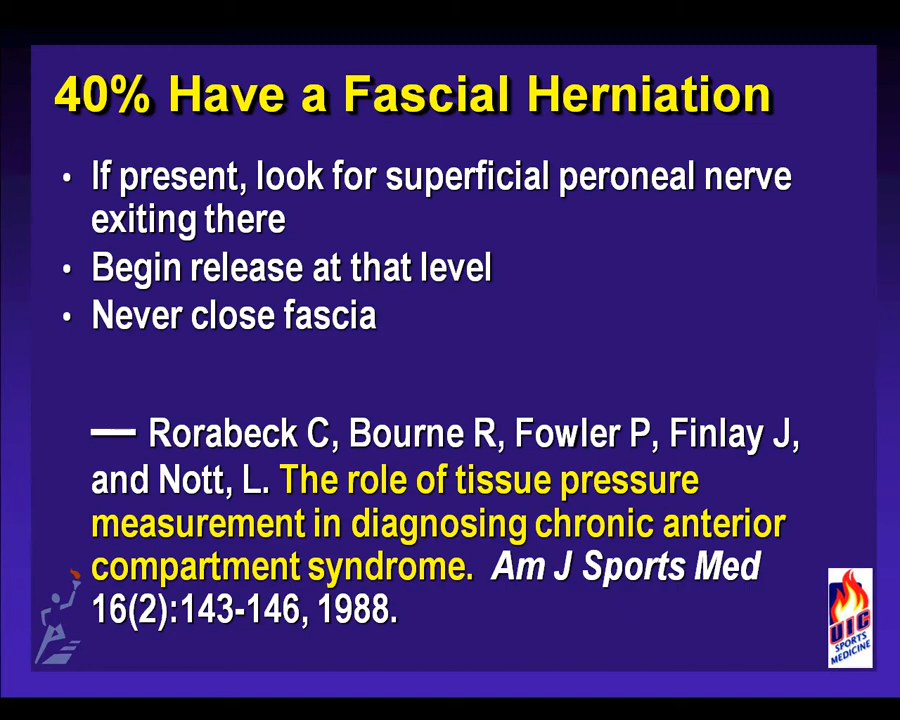 40% Have a Fascial Herniation
• If present, look for superficial peroneal nerve
exiting there
• Begin release at that level
• Never close fascia
— Rorabeck C, Bourne R, Fowler P, Finlay J,
and Nott, L. The role of tissue pressure
measurement in diagnosing chronic anterior
compartment syndrome. Am J Sports Med
16(2):143-146, 1988.
UIC
SPORTS
MEDICINE